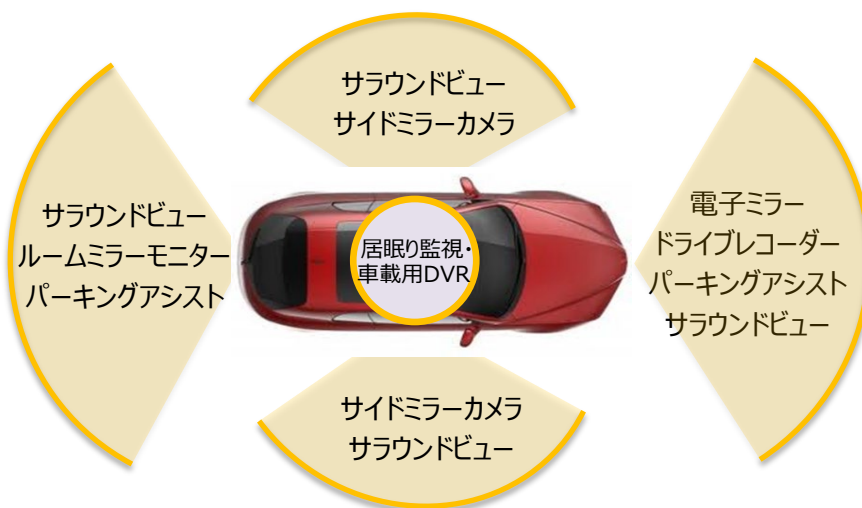 サラウンドビュー
サイドミラーカメラ
サラウンドビュー
ルームミラーモニター
パーキングアシスト
居眠り監視・
車載用DVR
電子ミラー
ドライブレコーダー
パーキングアシスト
サラウンドビュー
サイドミラーカメラ
サラウンドビュー